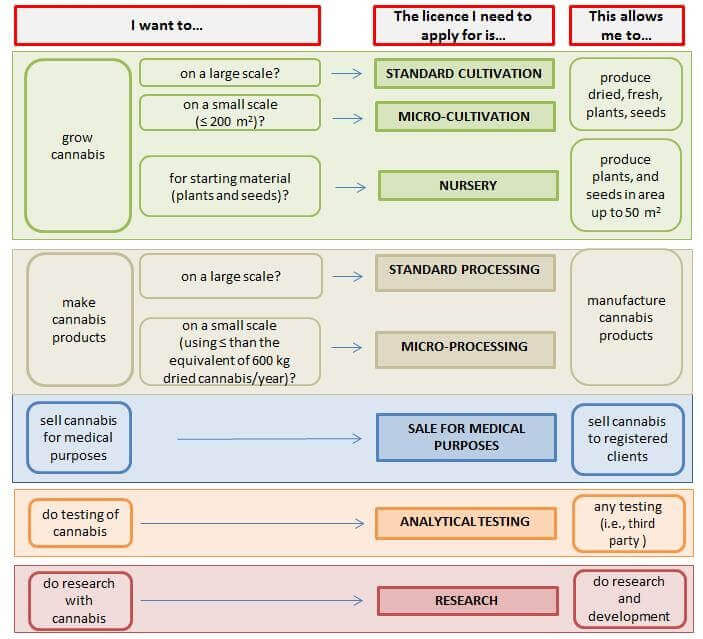 I want to...
The licence I need to
apply for is...
This allows
me to...
grow
cannabis
on a large scale?
STANDARD CULTIVATION
produce
dried, fresh,
plants, seeds
on a small scale
(≤ 200 m²)?
MICRO-CULTIVATION
for starting material
(plants and seeds)?
NURSERY
produce
plants, and
seeds in area
up to 50 m²
make
cannabis
products
on a large scale?
STANDARD PROCESSING
manufacture
cannabis
products
on a small scale
(using ≤ than the
equivalent of 600 kg
dried cannabis/year)?
MICRO-PROCESSING
sell cannabis
for medical
purposes
SALE FOR MEDICAL
PURPOSES
sell cannabis
to registered
clients
do testing of
cannabis
ANALYTICAL TESTING
any testing
(i.e., third
party )
do research
with
cannabis
RESEARCH
do research
and
development